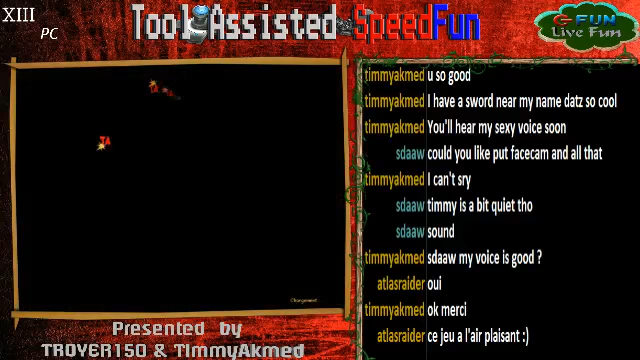 XIII
PC
Tool Assisted SpeedFun
G FUN
Live Fun
timmyakmed u so good
timmyakmed I have a sword near my name datz so cool
timmyakmed You'll hear my sexy voice soon
sdaaw could you like put facecam and all that
timmyakmed I can't sry
sdaaw timmy is a bit quiet tho
sdaaw sound
timmyakmed sdaaw my voice is good ?
atlasraider oui
timmyakmed ok merci
atlasraider ce jeu a l'air plaisant :)
Chargement
Presented by
TROYER150 & TimmyAkmed